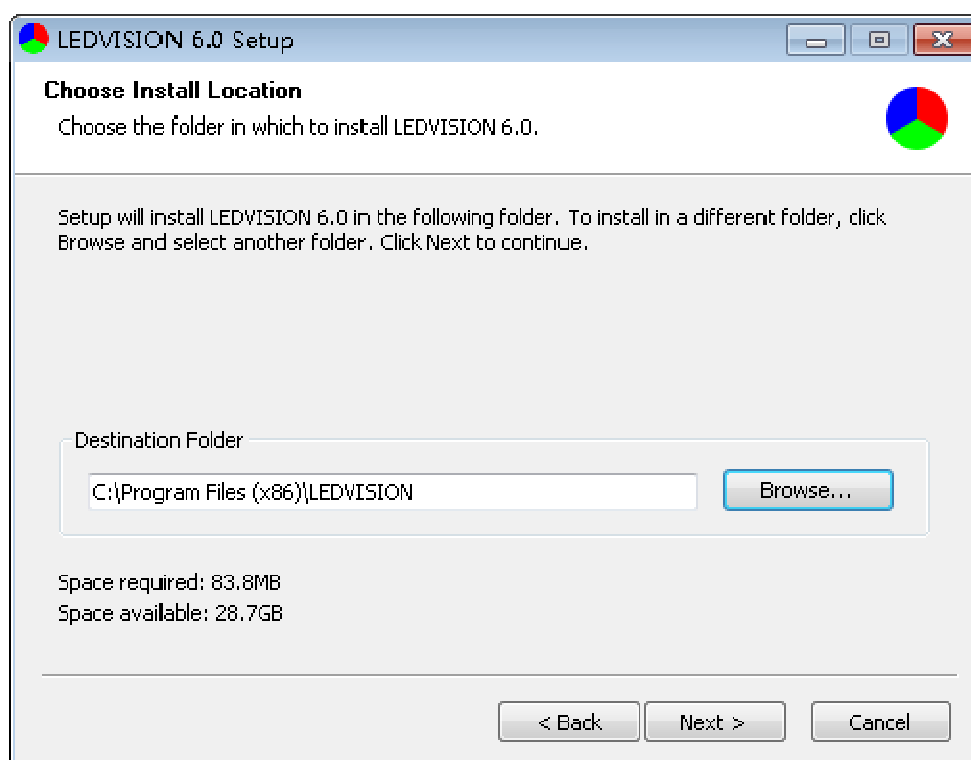 LEDVISION 6.0 Setup
Choose Install Location
Choose the folder in which to install LEDVISION 6.0.
Setup will install LEDVISION 6.0 in the following folder. To install in a different folder, click
Browse and select another folder. Click Next to continue.
Destination Folder
C:\Program Files (x86)\LEDVISION
Browse...
Space required: 83.8MB
Space available: 28.7GB
< Back
Next >
Cancel